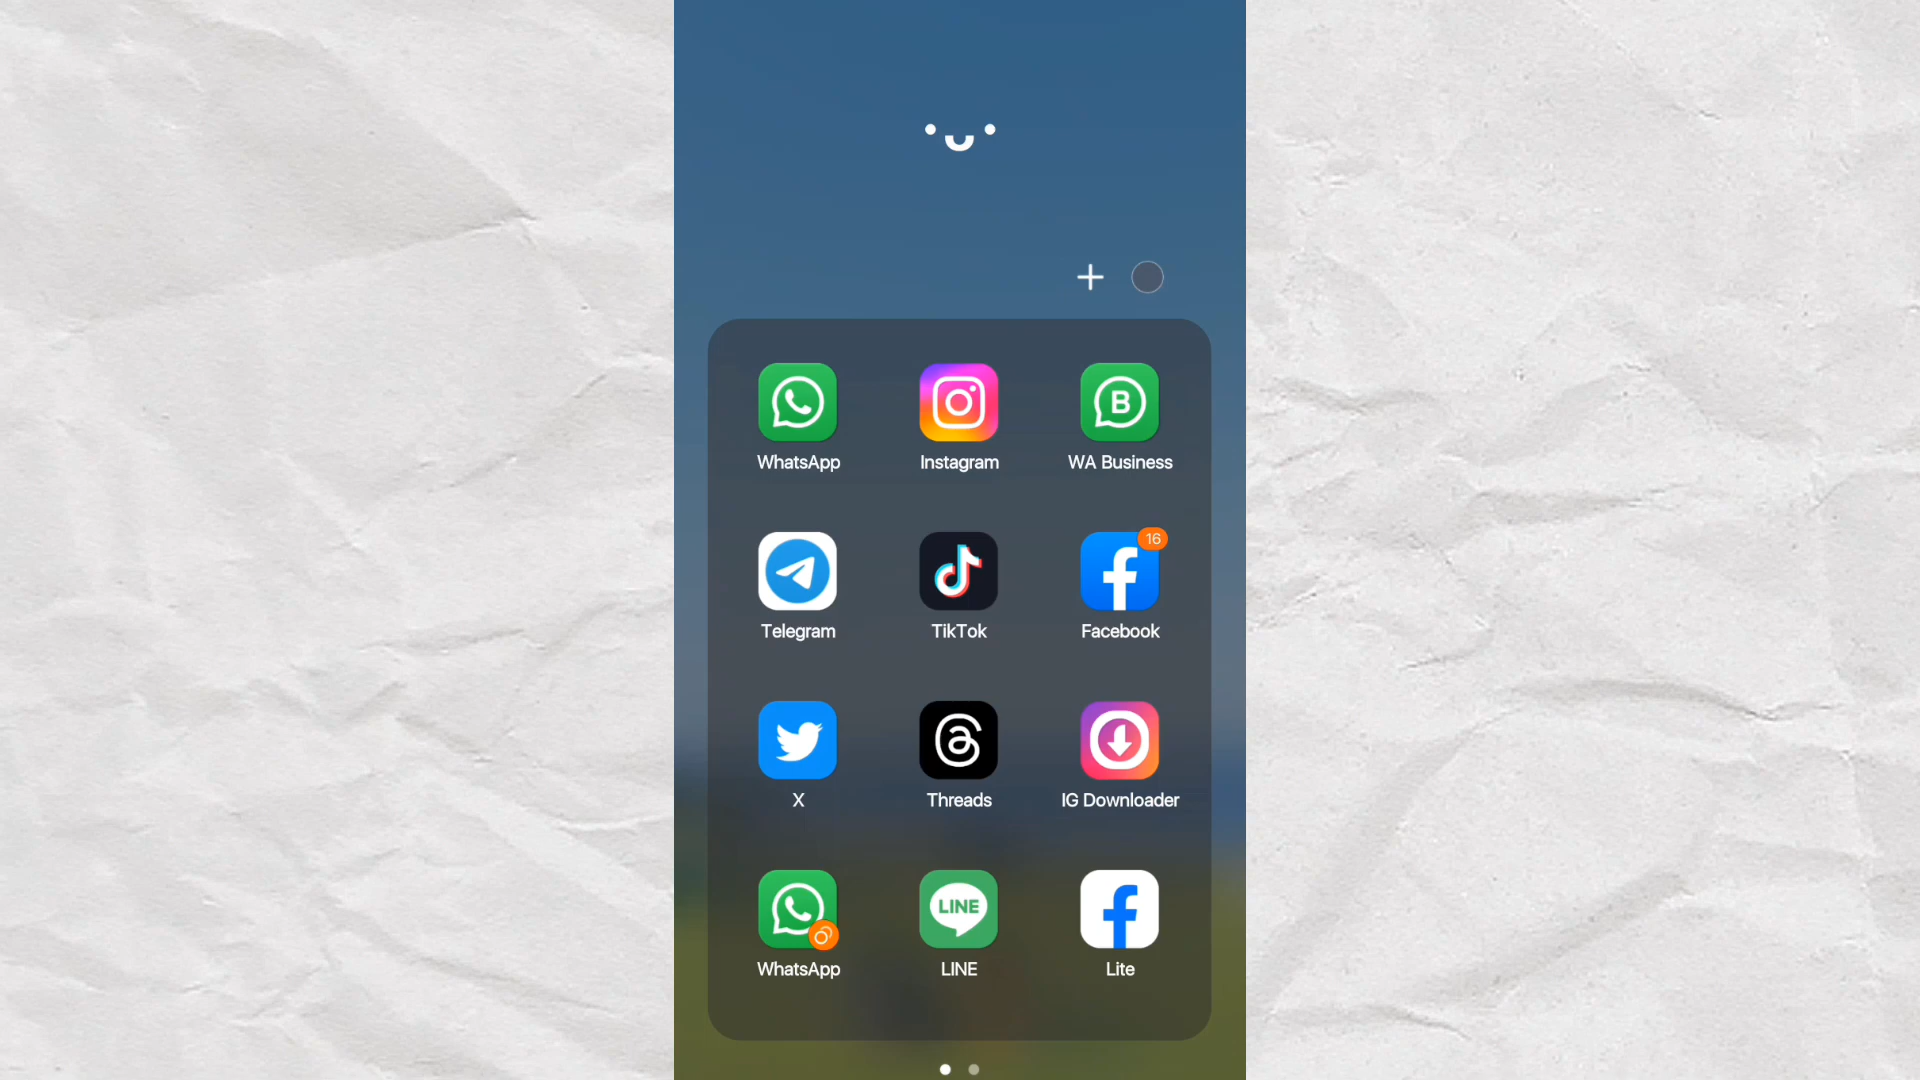 WhatsApp
Instagram
B
WA Business
Telegram
TikTok
16
Facebook
X
Threads
IG Downloader
WhatsApp
LINE
LINE
Lite